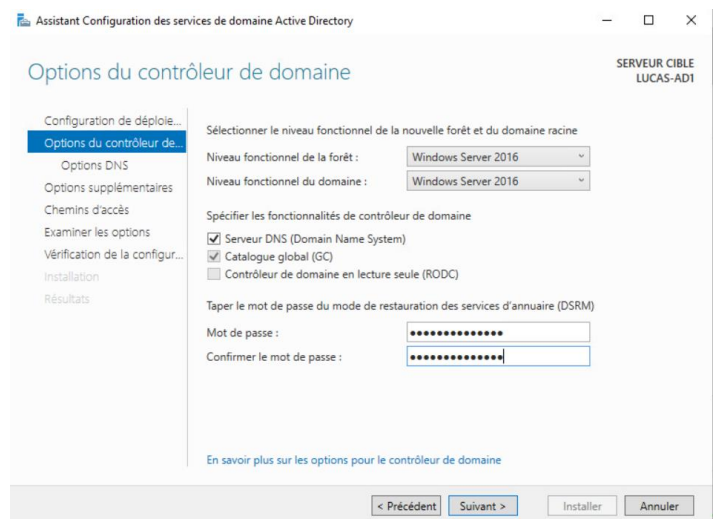 Assistant Configuration des services de domaine Active Directory
Options du contrôleur de domaine
SERVEUR CIBLE
LUCAS-AD1
Configuration de déploie...
Options du contrôleur de...
Options DNS
Options supplémentaires
Chemins d'accès
Examiner les options
Vérification de la configur...
Installation
Résultats
Sélectionner le niveau fonctionnel de la nouvelle forêt et du domaine racine
Niveau fonctionnel de la forêt : Windows Server 2016
Niveau fonctionnel du domaine : Windows Server 2016
Spécifier les fonctionnalités de contrôleur de domaine
Serveur DNS (Domain Name System)
Catalogue global (GC)
Contrôleur de domaine en lecture seule (RODC)
Taper le mot de passe du mode de restauration des services d'annuaire (DSRM)
Mot de passe : ●●●●●●●●●●●●●●
Confirmer le mot de passe : ●●●●●●●●●●●●●●
En savoir plus sur les options pour le contrôleur de domaine
< Précédent Suivant > Installer Annuler